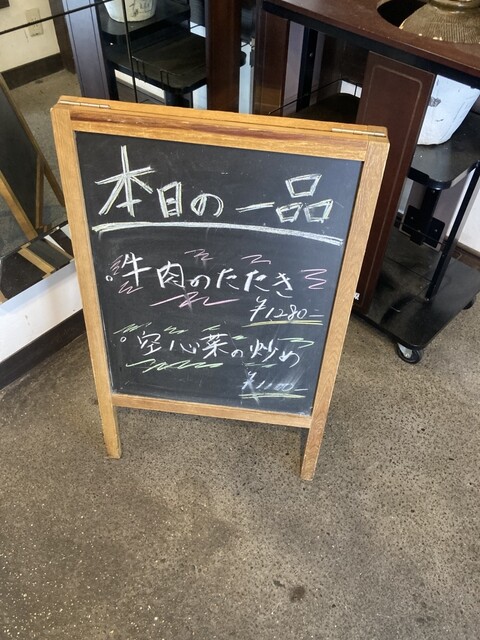 本日の一品
。牛肉のたたき
¥1280-
。空心菜の炒め
¥1100-